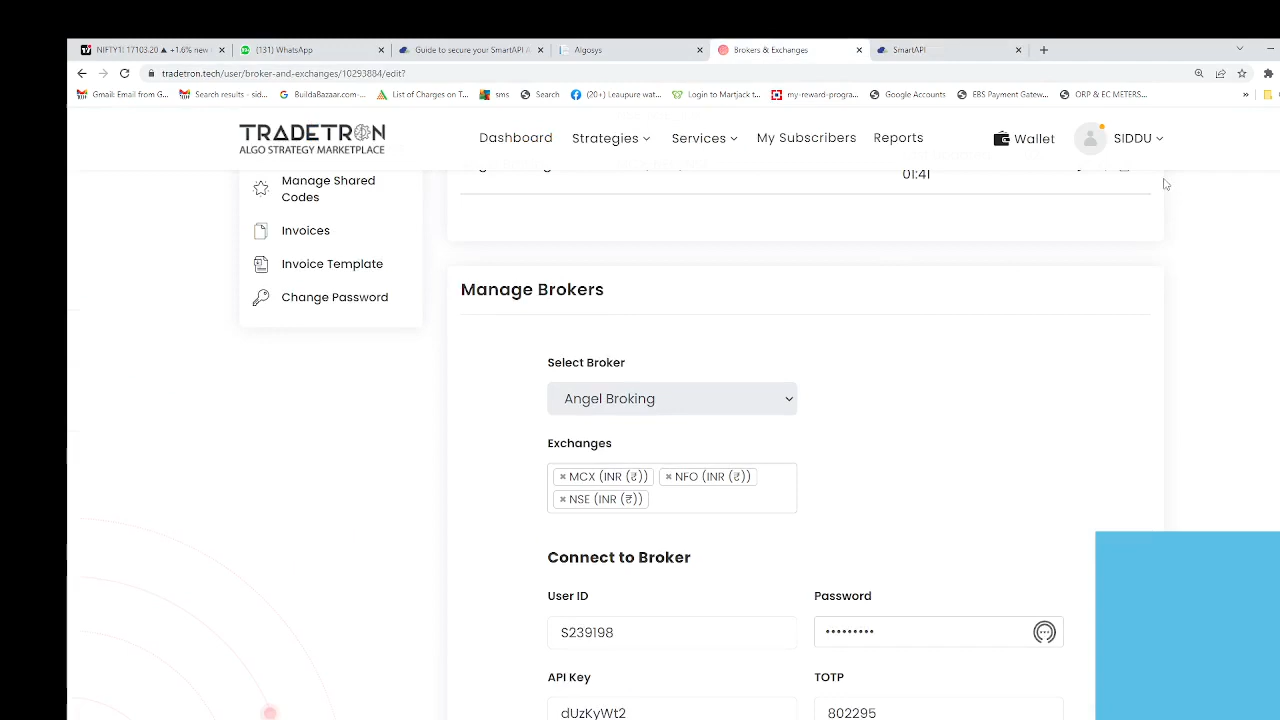 NIFTY1! 17103.20 ▲ +1.6% new
(131) WhatsApp
Guide to secure your SmartAPI A
Algosys
Brokers & Exchanges
SmartAPI
tradetron.tech/user/broker-and-exchanges/10293884/edit?
Gmail: Email from G...
Search results - sid...
BuildaBazaar.com-...
List of Charges on T...
sms
Search
(20+) Leapure wat...
Login to Martjack t...
my-reward-progra...
Google Accounts
EBS Payment Gatew...
ORP & EC METERS...
»
TRADETRON
ALGO STRATEGY MARKETPLACE
Dashboard
Strategies
Services
My Subscribers
Reports
Wallet
SIDDU
01:41
Manage Shared
Codes
Invoices
Invoice Template
Change Password
Manage Brokers
Select Broker
Angel Broking
Exchanges
× MCX (INR (₹)) × NFO (INR (₹))
× NSE (INR (₹))
Connect to Broker
User ID
Password
S239198
•••••••••
API Key
TOTP
dUzKyWt2
802295